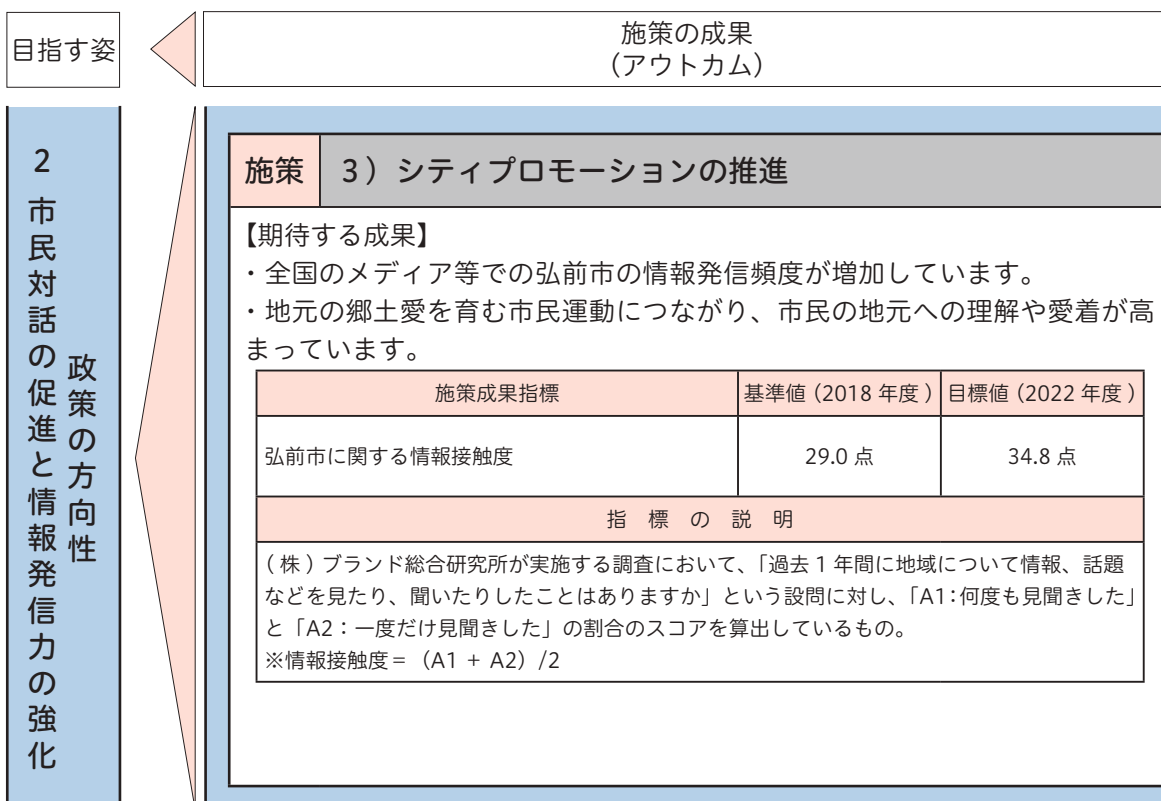 目指す姿
施策の成果
（アウトカム）
政策の方向性
2 市民対話の促進と情報発信力の強化
施策 3）シティプロモーションの推進
【期待する成果】
・全国のメディア等での弘前市の情報発信頻度が増加しています。
・地元の郷土愛を育む市民運動につながり、市民の地元への理解や愛着が高
まっています。
施策成果指標 基準値（2018 年度） 目標値（2022 年度）
弘前市に関する情報接触度 29.0 点 34.8 点
指 標 の 説 明
(株)ブランド総合研究所が実施する調査において、「過去 1 年間に地域について情報、話題
などを見たり、聞いたりしたことはありますか」という設問に対し、「A1：何度も見聞きした」
と「A2：一度だけ見聞きした」の割合のスコアを算出しているもの。
※情報接触度＝（A1 + A2）/2